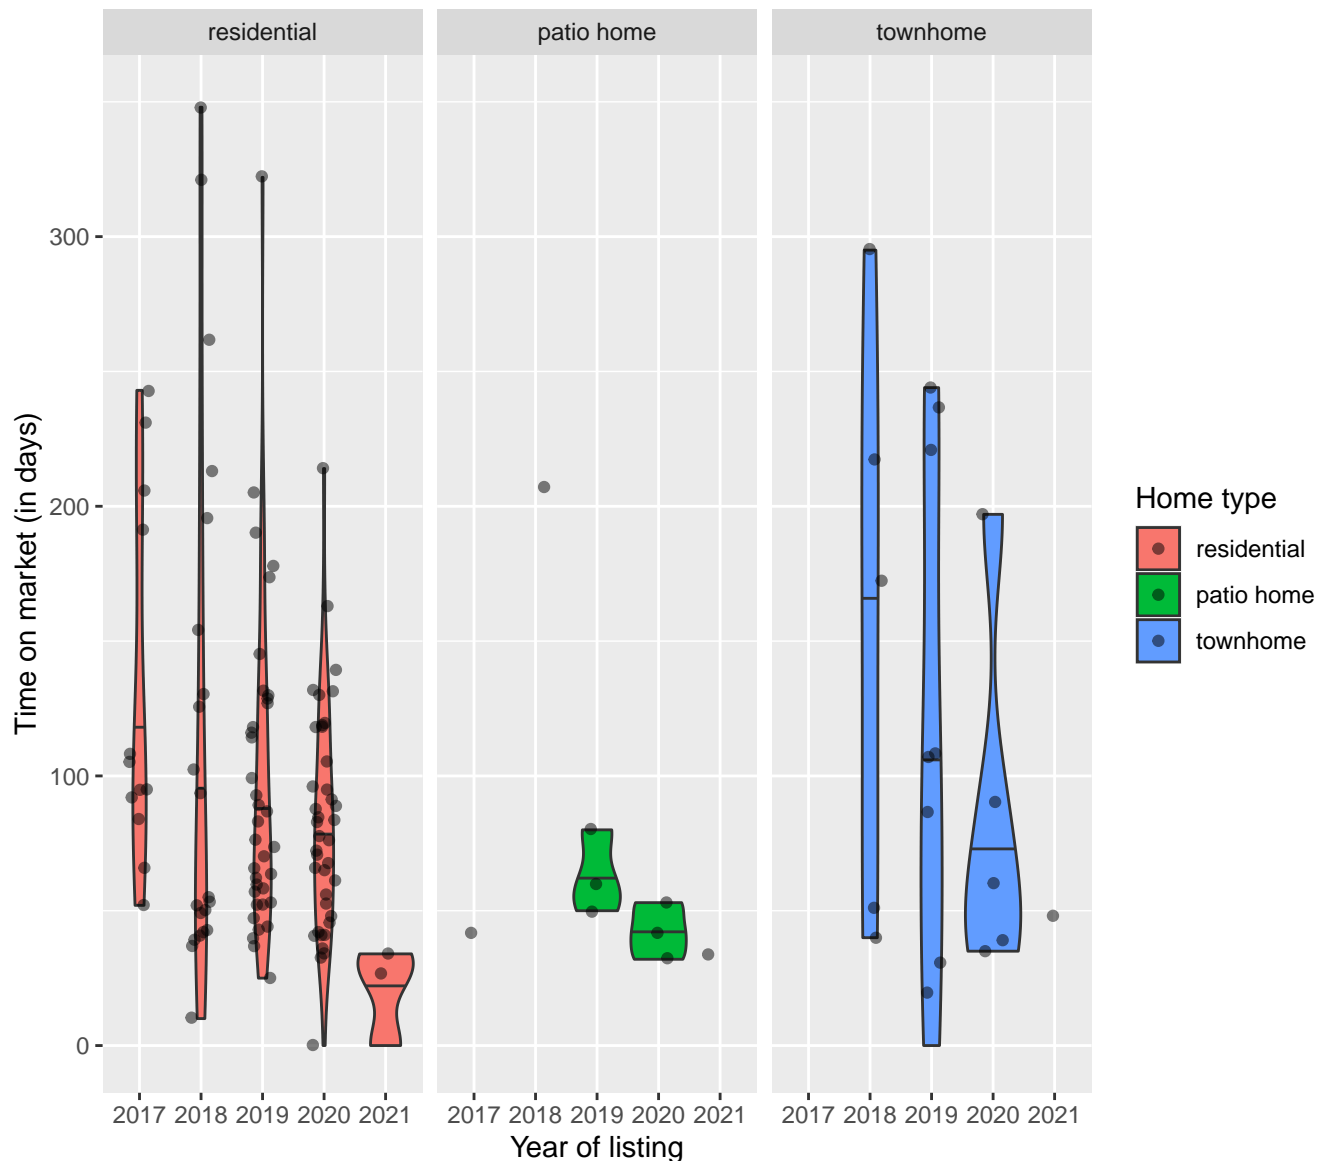 residential
patio home
townhome
Time on market (in days)
300
200
100
0
2017 2018 2019 2020 2021
2017 2018 2019 2020 2021
2017 2018 2019 2020 2021
Year of listing
Home type
residential
patio home
townhome